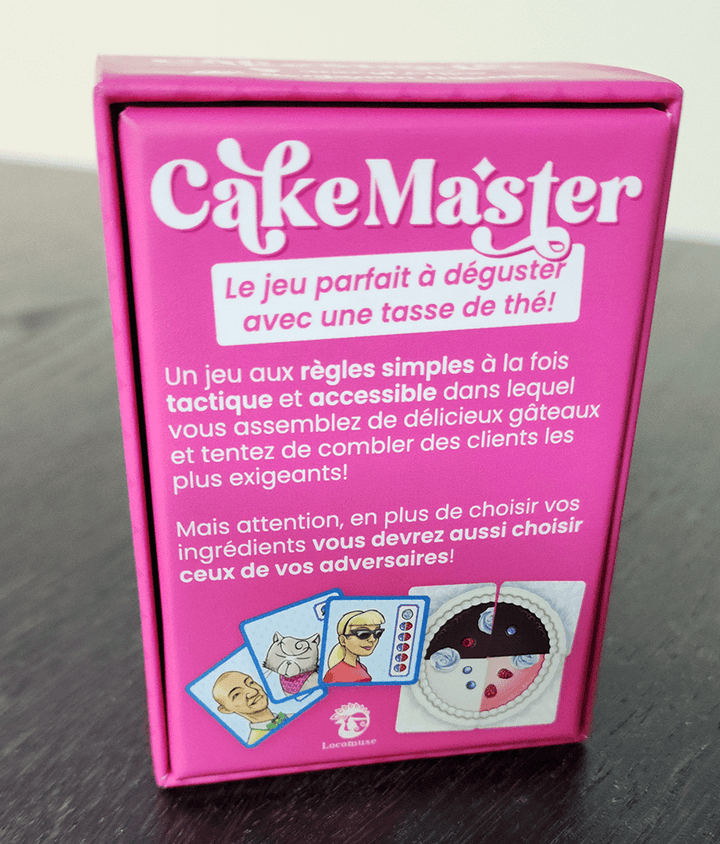 CakeMaster
Le jeu parfait à déguster
avec une tasse de thé!
Un jeu aux règles simples à la fois
tactique et accessible dans lequel
vous assemblez de délicieux gâteaux
et tentez de combler des clients les
plus exigeants!
Mais attention, en plus de choisir vos
ingrédients vous devrez aussi choisir
ceux de vos adversaires!
Locomuse